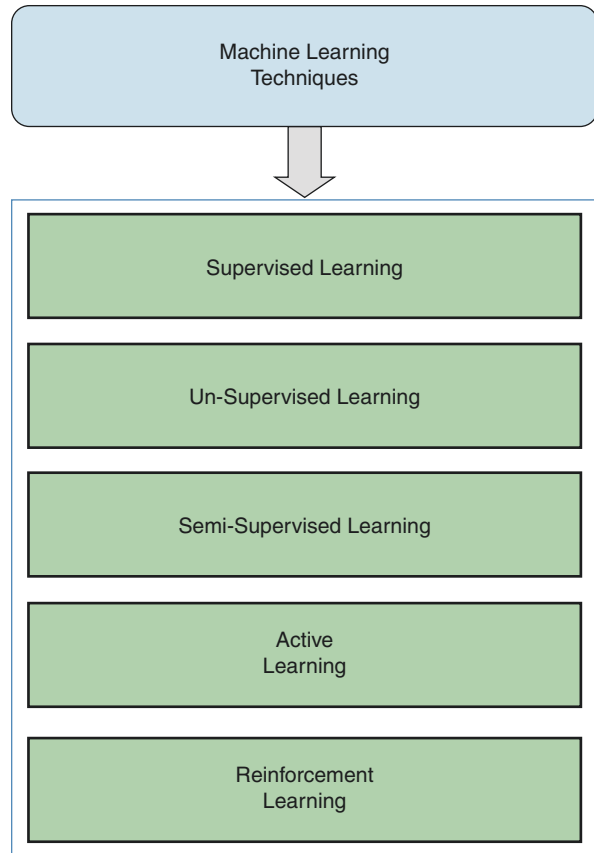 Machine Learning
Techniques
Supervised Learning
Un-Supervised Learning
Semi-Supervised Learning
Active
Learning
Reinforcement
Learning